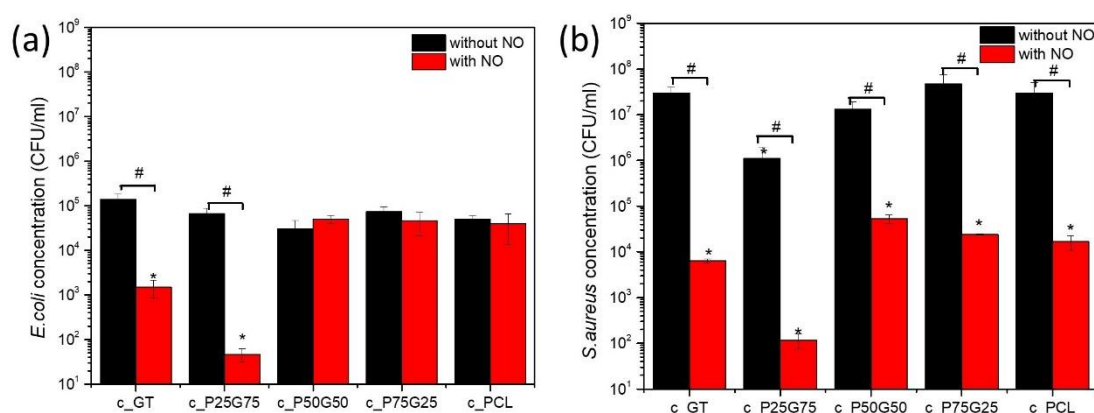 (a)
E.coli concentration (CFU/ml)
10⁹
10⁸
10⁷
10⁶
10⁵
10⁴
10³
10²
10¹
without NO
with NO
#
#
*
*
c_GT
c_P25G75
c_P50G50
c_P75G25
c_PCL
(b)
S.aureus concentration (CFU/ml)
10⁹
10⁸
10⁷
10⁶
10⁵
10⁴
10³
10²
10¹
without NO
with NO
#
#
#
#
#
*
*
*
*
*
c_GT
c_P25G75
c_P50G50
c_P75G25
c_PCL